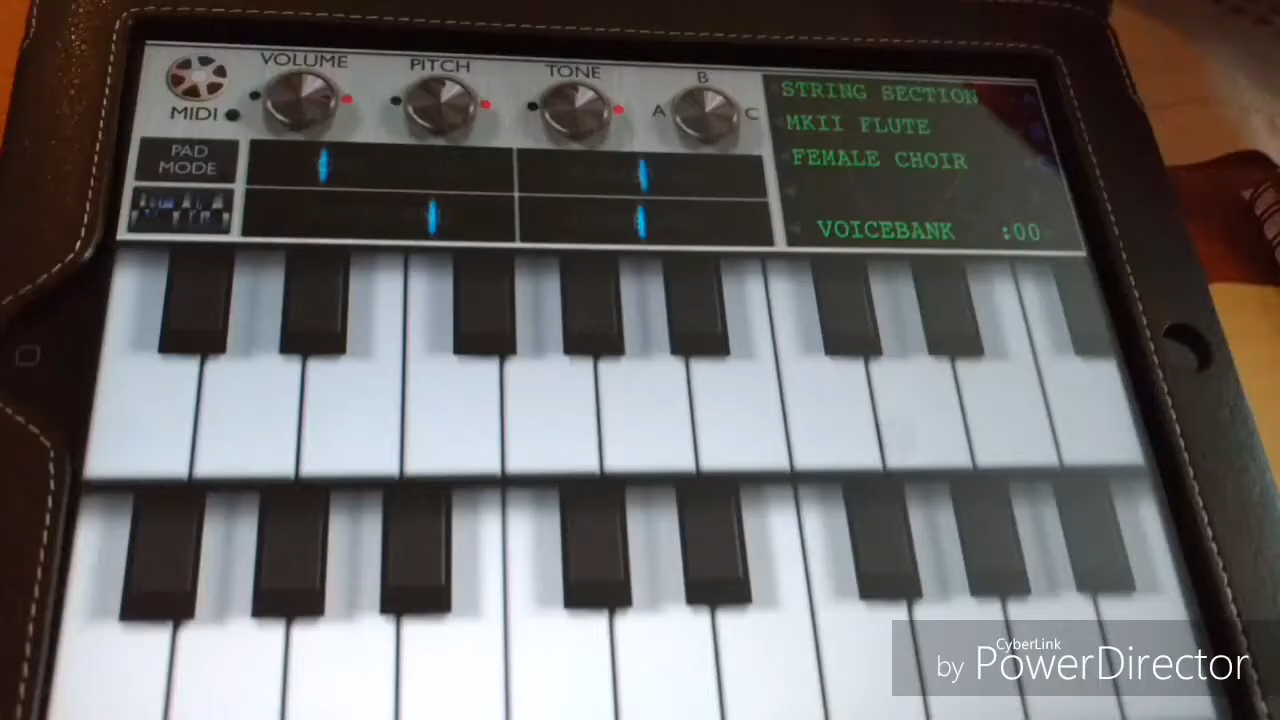 VOLUME
PITCH
TONE
B
A
C
MIDI
PAD
MODE
STRING SECTION
MKII FLUTE
FEMALE CHOIR
VOICEBANK :00
CyberLink
by PowerDirector